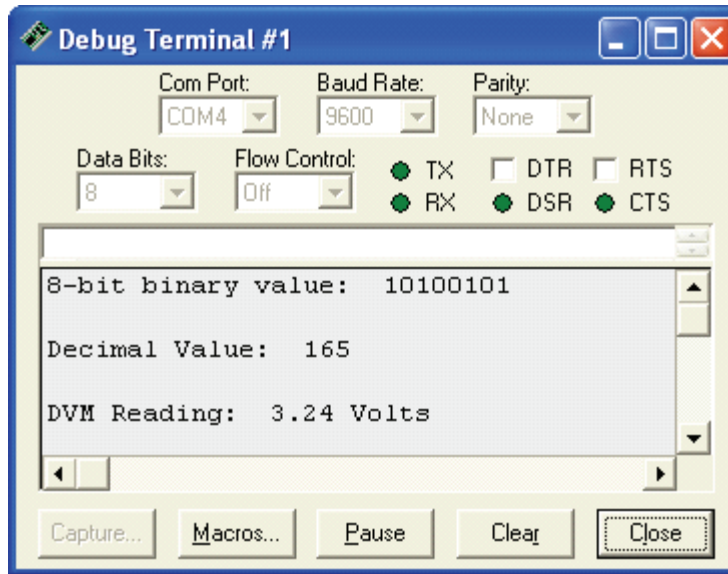 Debug Terminal #1
Com Port: Baud Rate: Parity:
COM4 9600 None
Data Bits: Flow Control: TX DTR RTS
8 Off RX DSR CTS
8-bit binary value:  10100101
Decimal Value:  165
DVM Reading:  3.24 Volts
Capture... Macros... Pause Clear Close